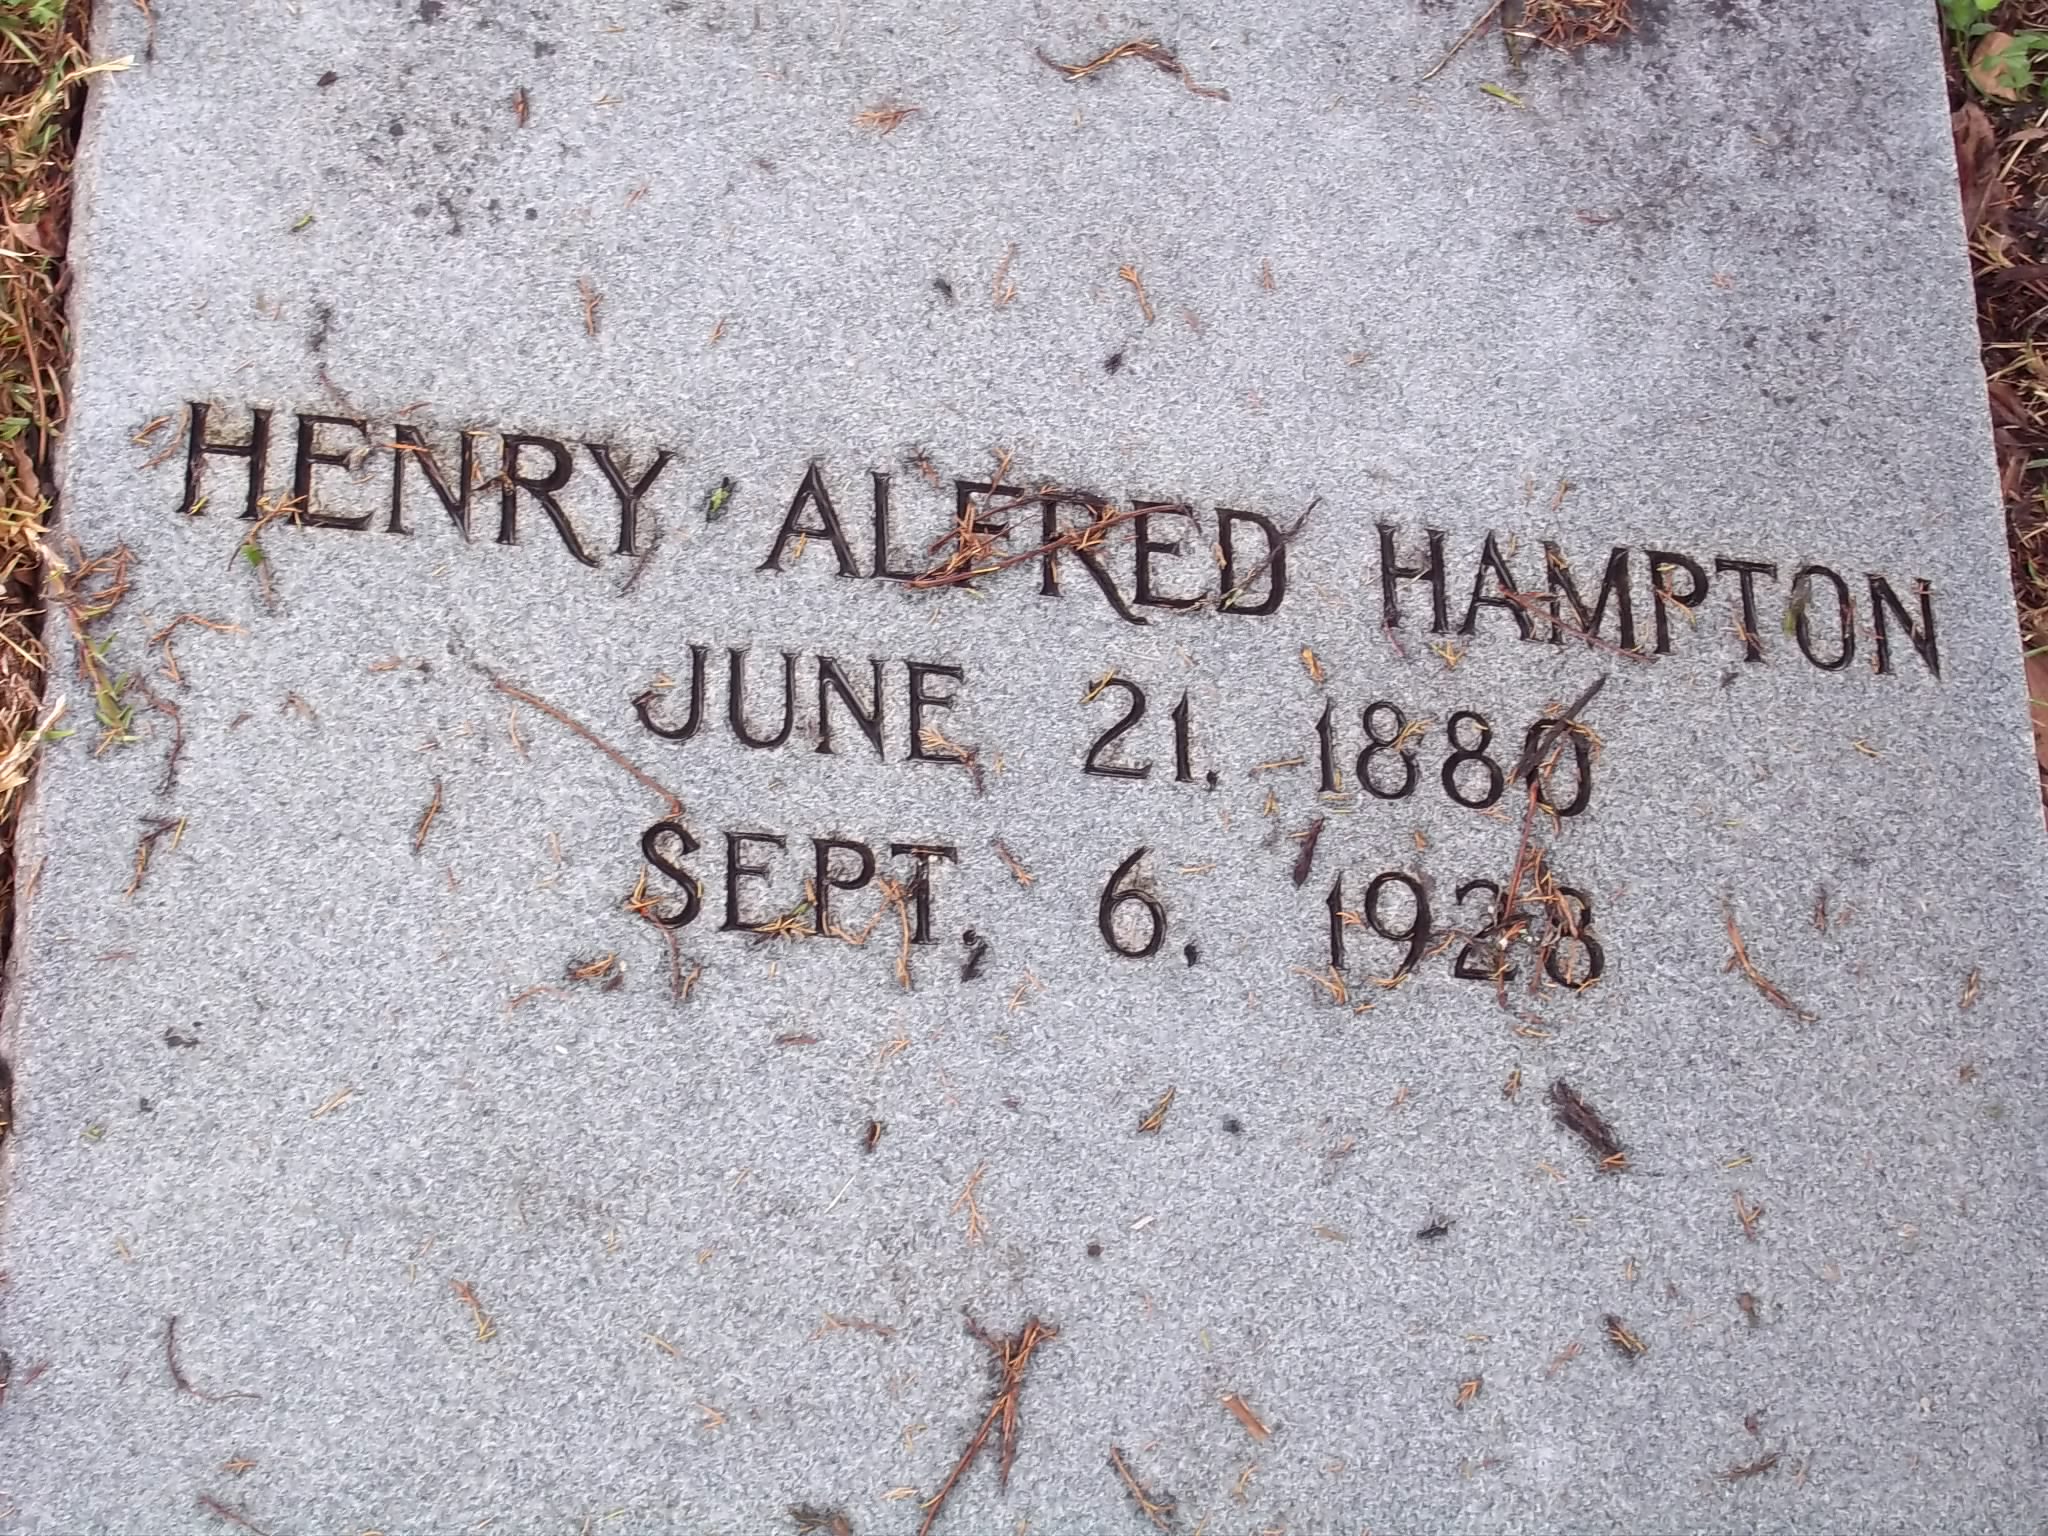 HENRY ALFRED HAMPTON
JUNE 21, 1880
SEPT, 6. 1928